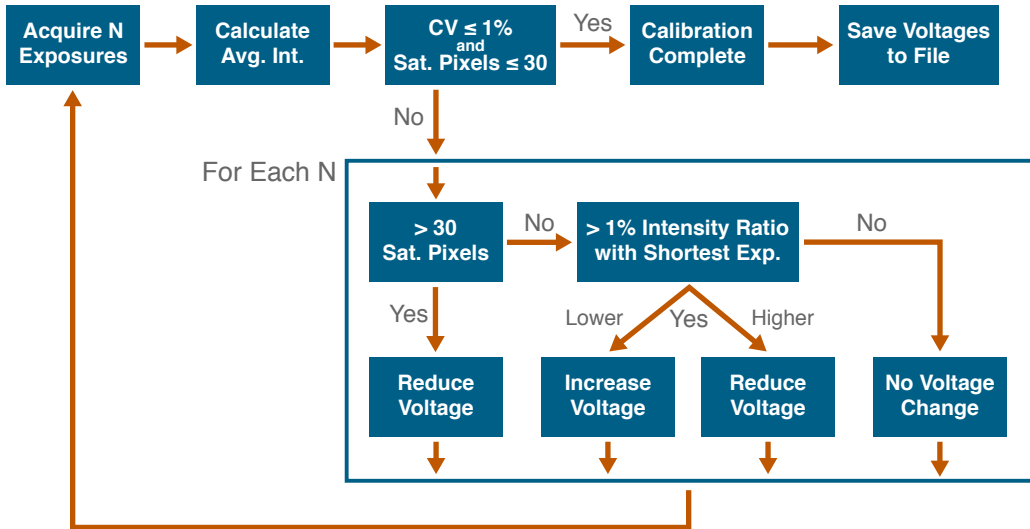 Acquire N
Exposures
Calculate
Avg. Int.
CV ≤ 1%
and
Sat. Pixels ≤ 30
Yes
Calibration
Complete
Save Voltages
to File
No
For Each N
> 30
Sat. Pixels
No
> 1% Intensity Ratio
with Shortest Exp.
No
Yes
Lower
Yes
Higher
Reduce
Voltage
Increase
Voltage
Reduce
Voltage
No Voltage
Change